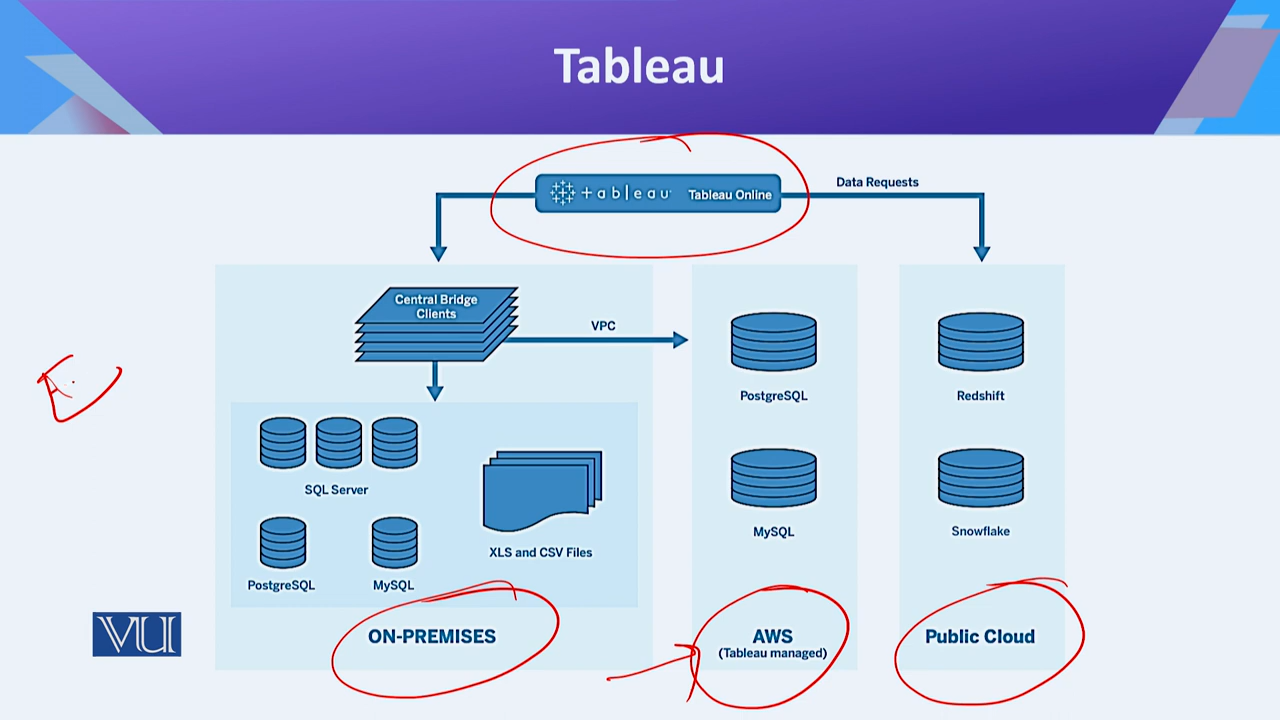 Tableau
+ a b | e a u
Tableau Online
Data Requests
Central Bridge
Clients
VPC
PostgreSQL
Redshift
SQL Server
XLS and CSV Files
MySQL
Snowflake
PostgreSQL
MySQL
VU
ON-PREMISES
AWS
(Tableau managed)
Public Cloud